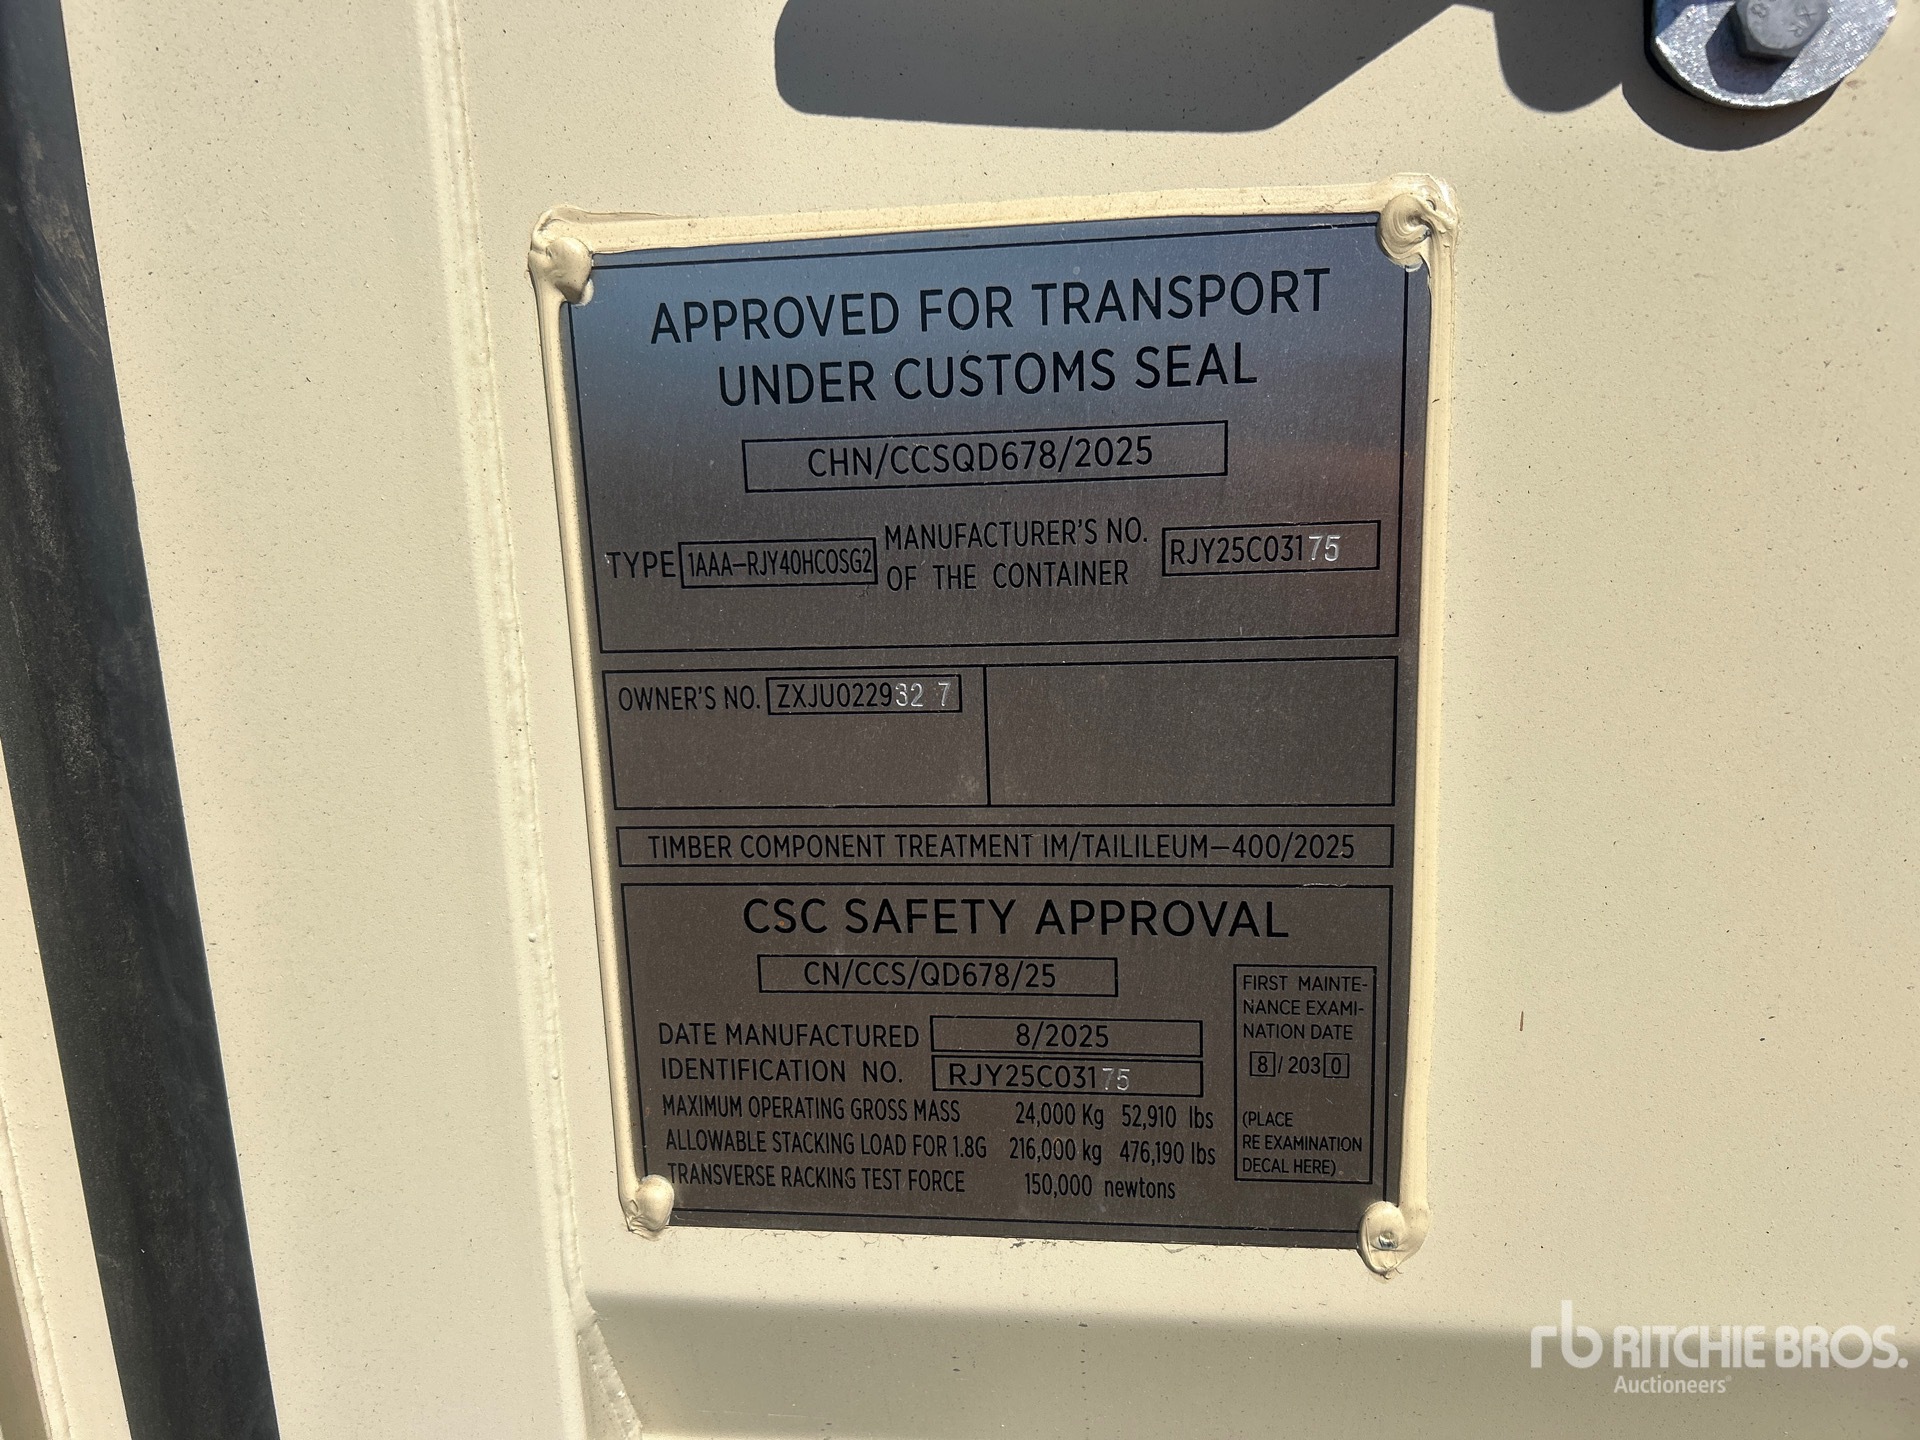 APPROVED FOR TRANSPORT
UNDER CUSTOMS SEAL
CHN/CCSQD678/2025
TYPE 1AAA-RJY40HCOSG2 MANUFACTURER'S NO. OF THE CONTAINER RJY25C03175
OWNER'S NO. ZXJU022932 7
TIMBER COMPONENT TREATMENT IM/TAILILEUM-400/2025
CSC SAFETY APPROVAL
CN/CCS/QD678/25
DATE MANUFACTURED 8/2025
IDENTIFICATION NO. RJY25C03175
MAXIMUM OPERATING GROSS MASS 24,000 Kg 52,910 lbs
ALLOWABLE STACKING LOAD FOR 1.8G 216,000 kg 476,190 lbs
TRANSVERSE RACKING TEST FORCE 150,000 newtons
FIRST MAINTE-
NANCE EXAMI-
NATION DATE
8/2030
(PLACE
RE EXAMINATION
DECAL HERE)
rb RITCHIE BROS.
Auctioneers